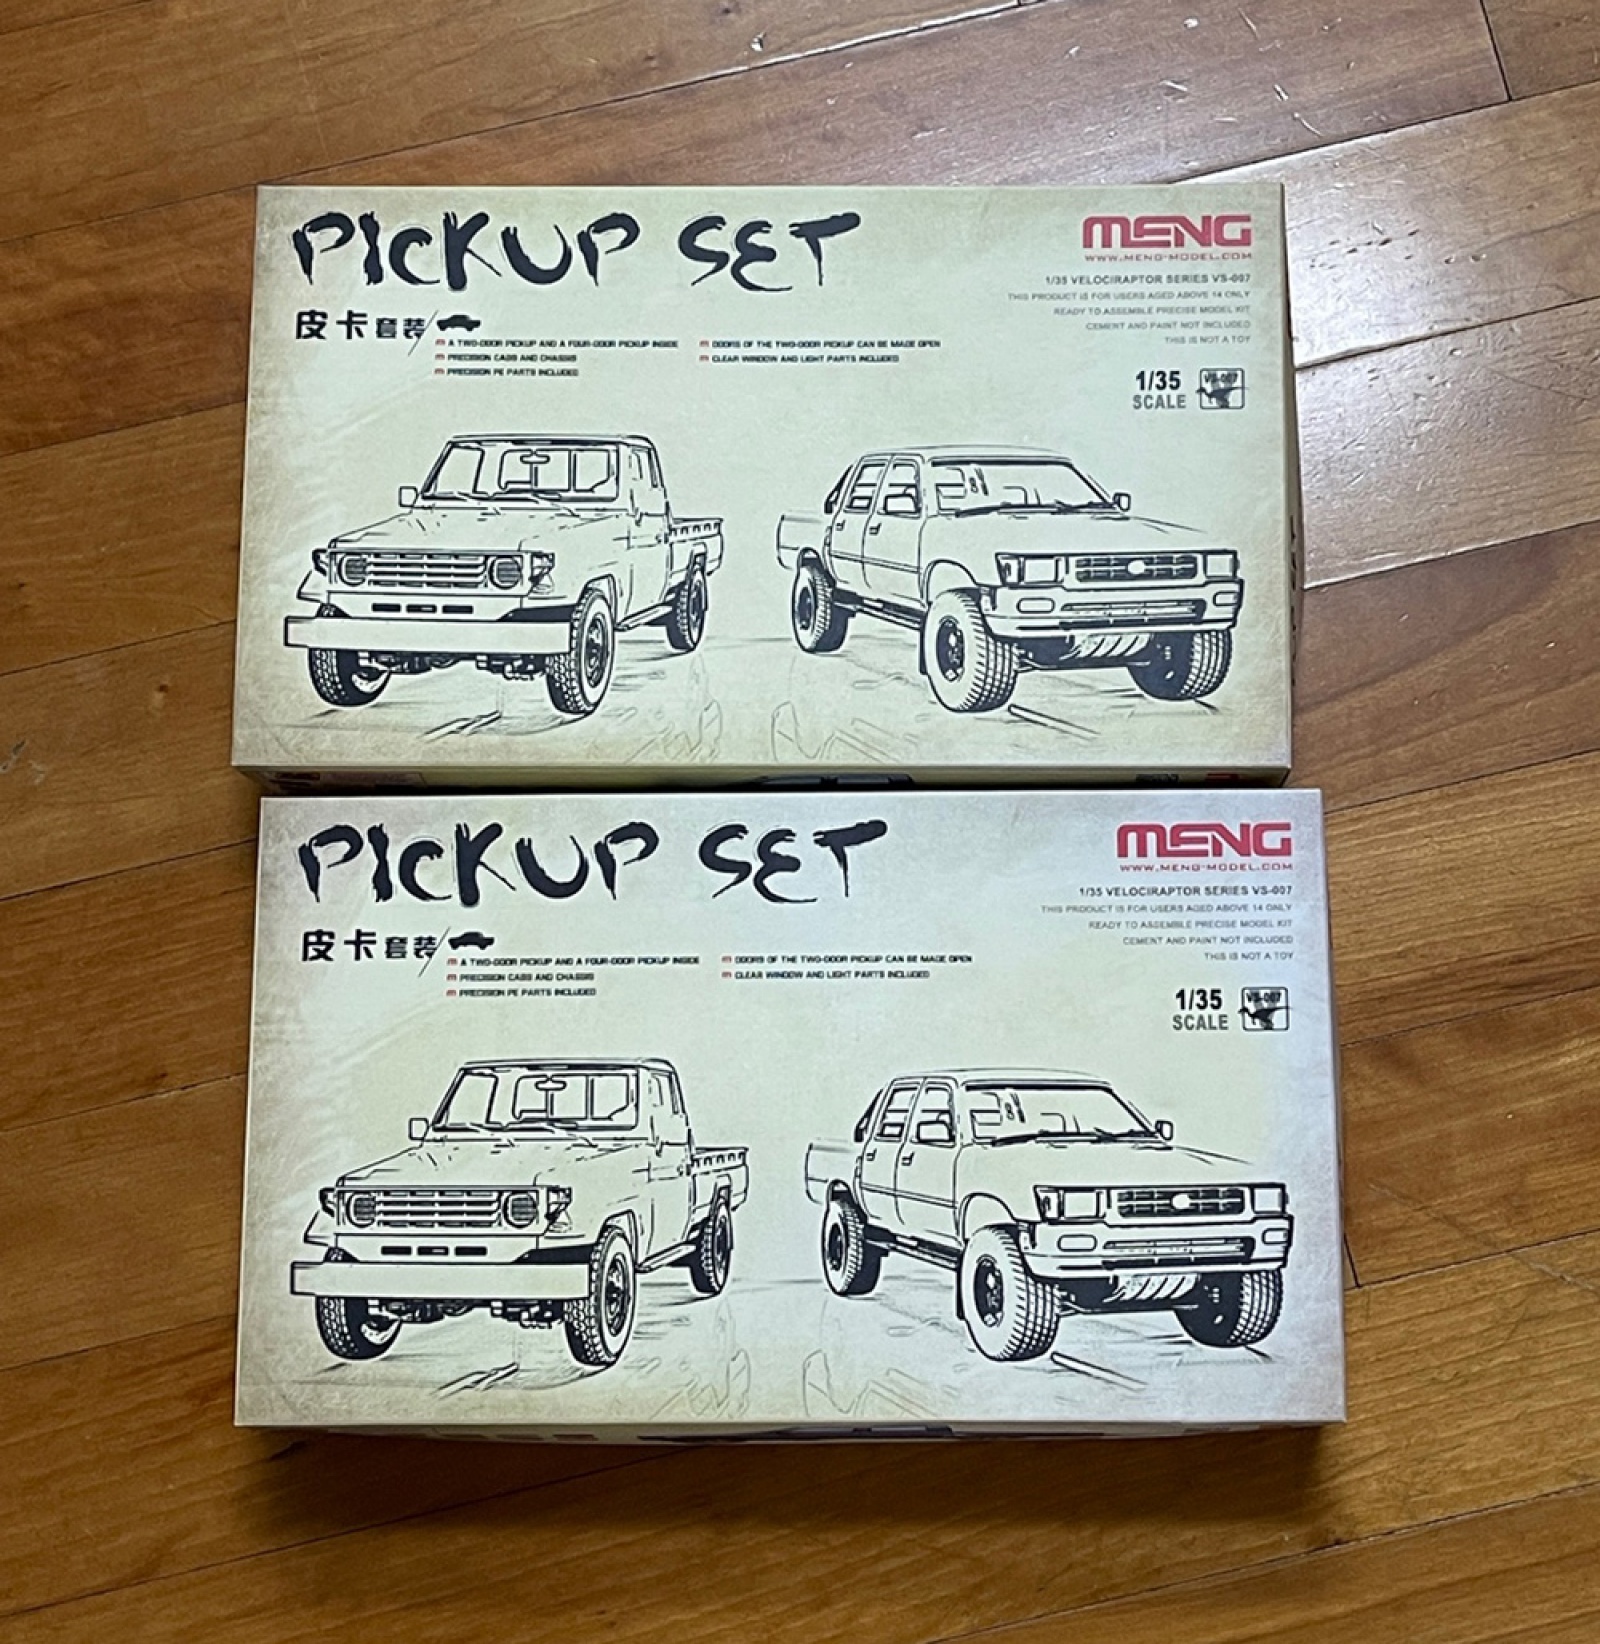 PICKUP SET
MENG
WWW.MENG-MODEL.COM
1/35 VELOCIRAPTOR SERIES VS-007
THIS PRODUCT IS FOR USERS AGED ABOVE 14 ONLY
READY TO ASSEMBLE PRECISE MODEL KIT
CEMENT AND PAINT NOT INCLUDED
THIS IS NOT A TOY
皮卡套装
A TWO-DOOR PICKUP AND A FOUR-DOOR PICKUP INSIDE
PRECISION CABS AND CHASSIS
PRECISION PE PARTS INCLUDED
DOORS OF THE TWO-DOOR PICKUP CAN BE MADE OPEN
CLEAR WINDOW AND LIGHT PARTS INCLUDED
1/35
SCALE
VS-007
PICKUP SET
MENG
WWW.MENG-MODEL.COM
1/35 VELOCIRAPTOR SERIES VS-007
THIS PRODUCT IS FOR USERS AGED ABOVE 14 ONLY
READY TO ASSEMBLE PRECISE MODEL KIT
CEMENT AND PAINT NOT INCLUDED
THIS IS NOT A TOY
皮卡套装
A TWO-DOOR PICKUP AND A FOUR-DOOR PICKUP INSIDE
PRECISION CABS AND CHASSIS
PRECISION PE PARTS INCLUDED
DOORS OF THE TWO-DOOR PICKUP CAN BE MADE OPEN
CLEAR WINDOW AND LIGHT PARTS INCLUDED
1/35
SCALE
VS-007